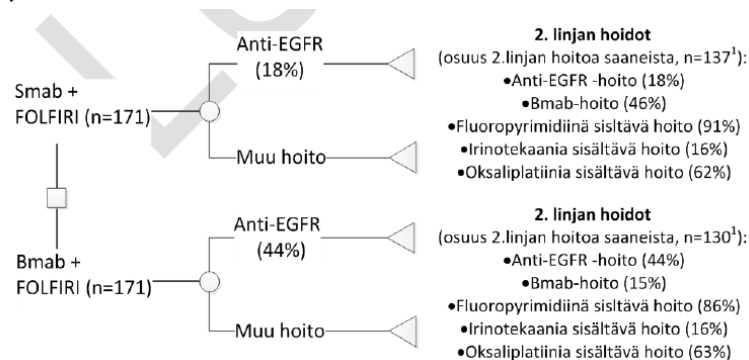 Smab +
FOLFIRI (n=171)
Anti-EGFR
(18%)
Muu hoito
2. linjan hoidot
(osuus 2.linjan hoitoa saaneista, n=137¹):
•Anti-EGFR -hoito (18%)
•Bmab-hoito (46%)
•Fluoropyrimidiinä sisltävä hoito (91%)
•Irinotekaania sisältävä hoito (16%)
•Oksaliplatiinia sisältävä hoito (62%)
Bmab +
FOLFIRI (n=171)
Anti-EGFR
(44%)
Muu hoito
2. linjan hoidot
(osuus 2.linjan hoitoa saaneista, n=130¹):
•Anti-EGFR -hoito (44%)
•Bmab-hoito (15%)
•Fluoropyrimidiinä sisltävä hoito (86%)
•Irinotekaania sisältävä hoito (16%)
•Oksaliplatiinia sisältävä hoito (63%)